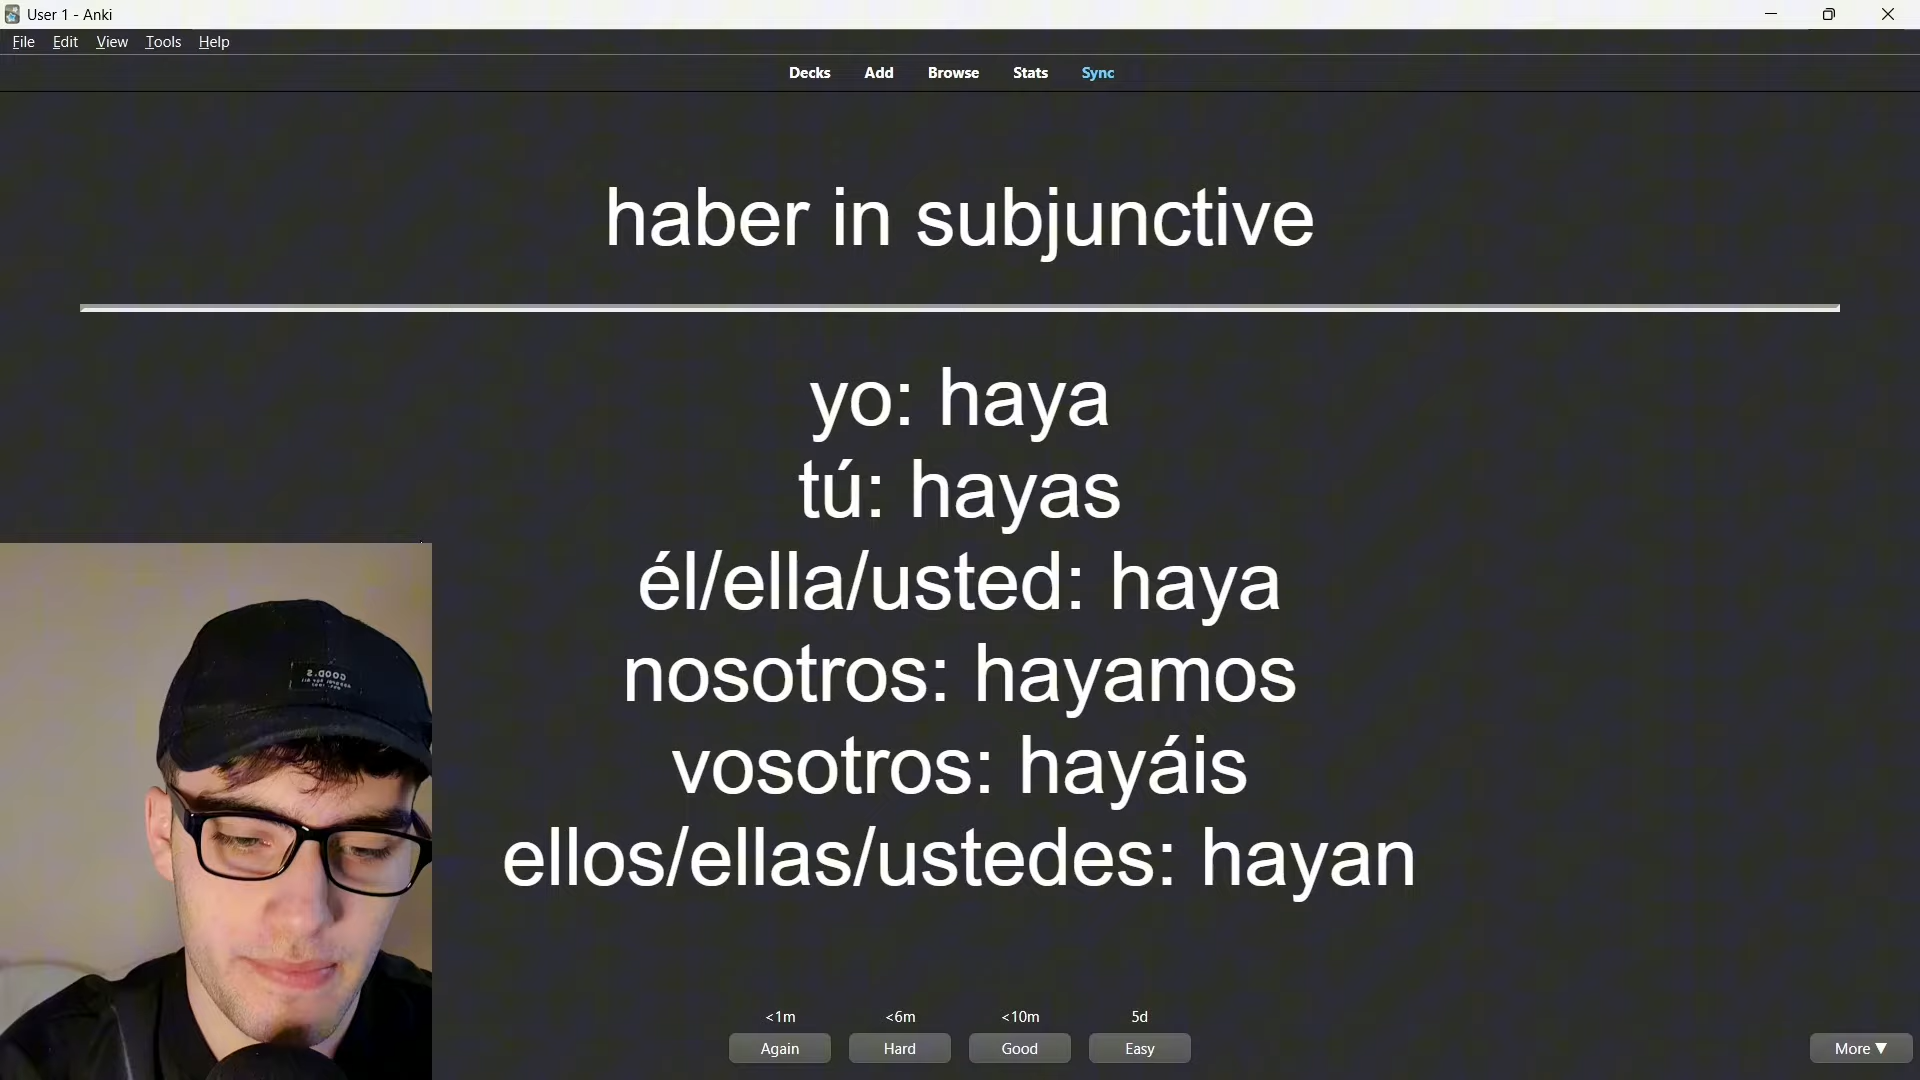 User 1 - Anki
File Edit View Tools Help
Decks Add Browse Stats Sync
haber in subjunctive
yo: haya
tú: hayas
él/ella/usted: haya
nosotros: hayamos
vosotros: hayáis
ellos/ellas/ustedes: hayan
<1m <6m <10m 5d
Again Hard Good Easy
More ▼
GOOD.S